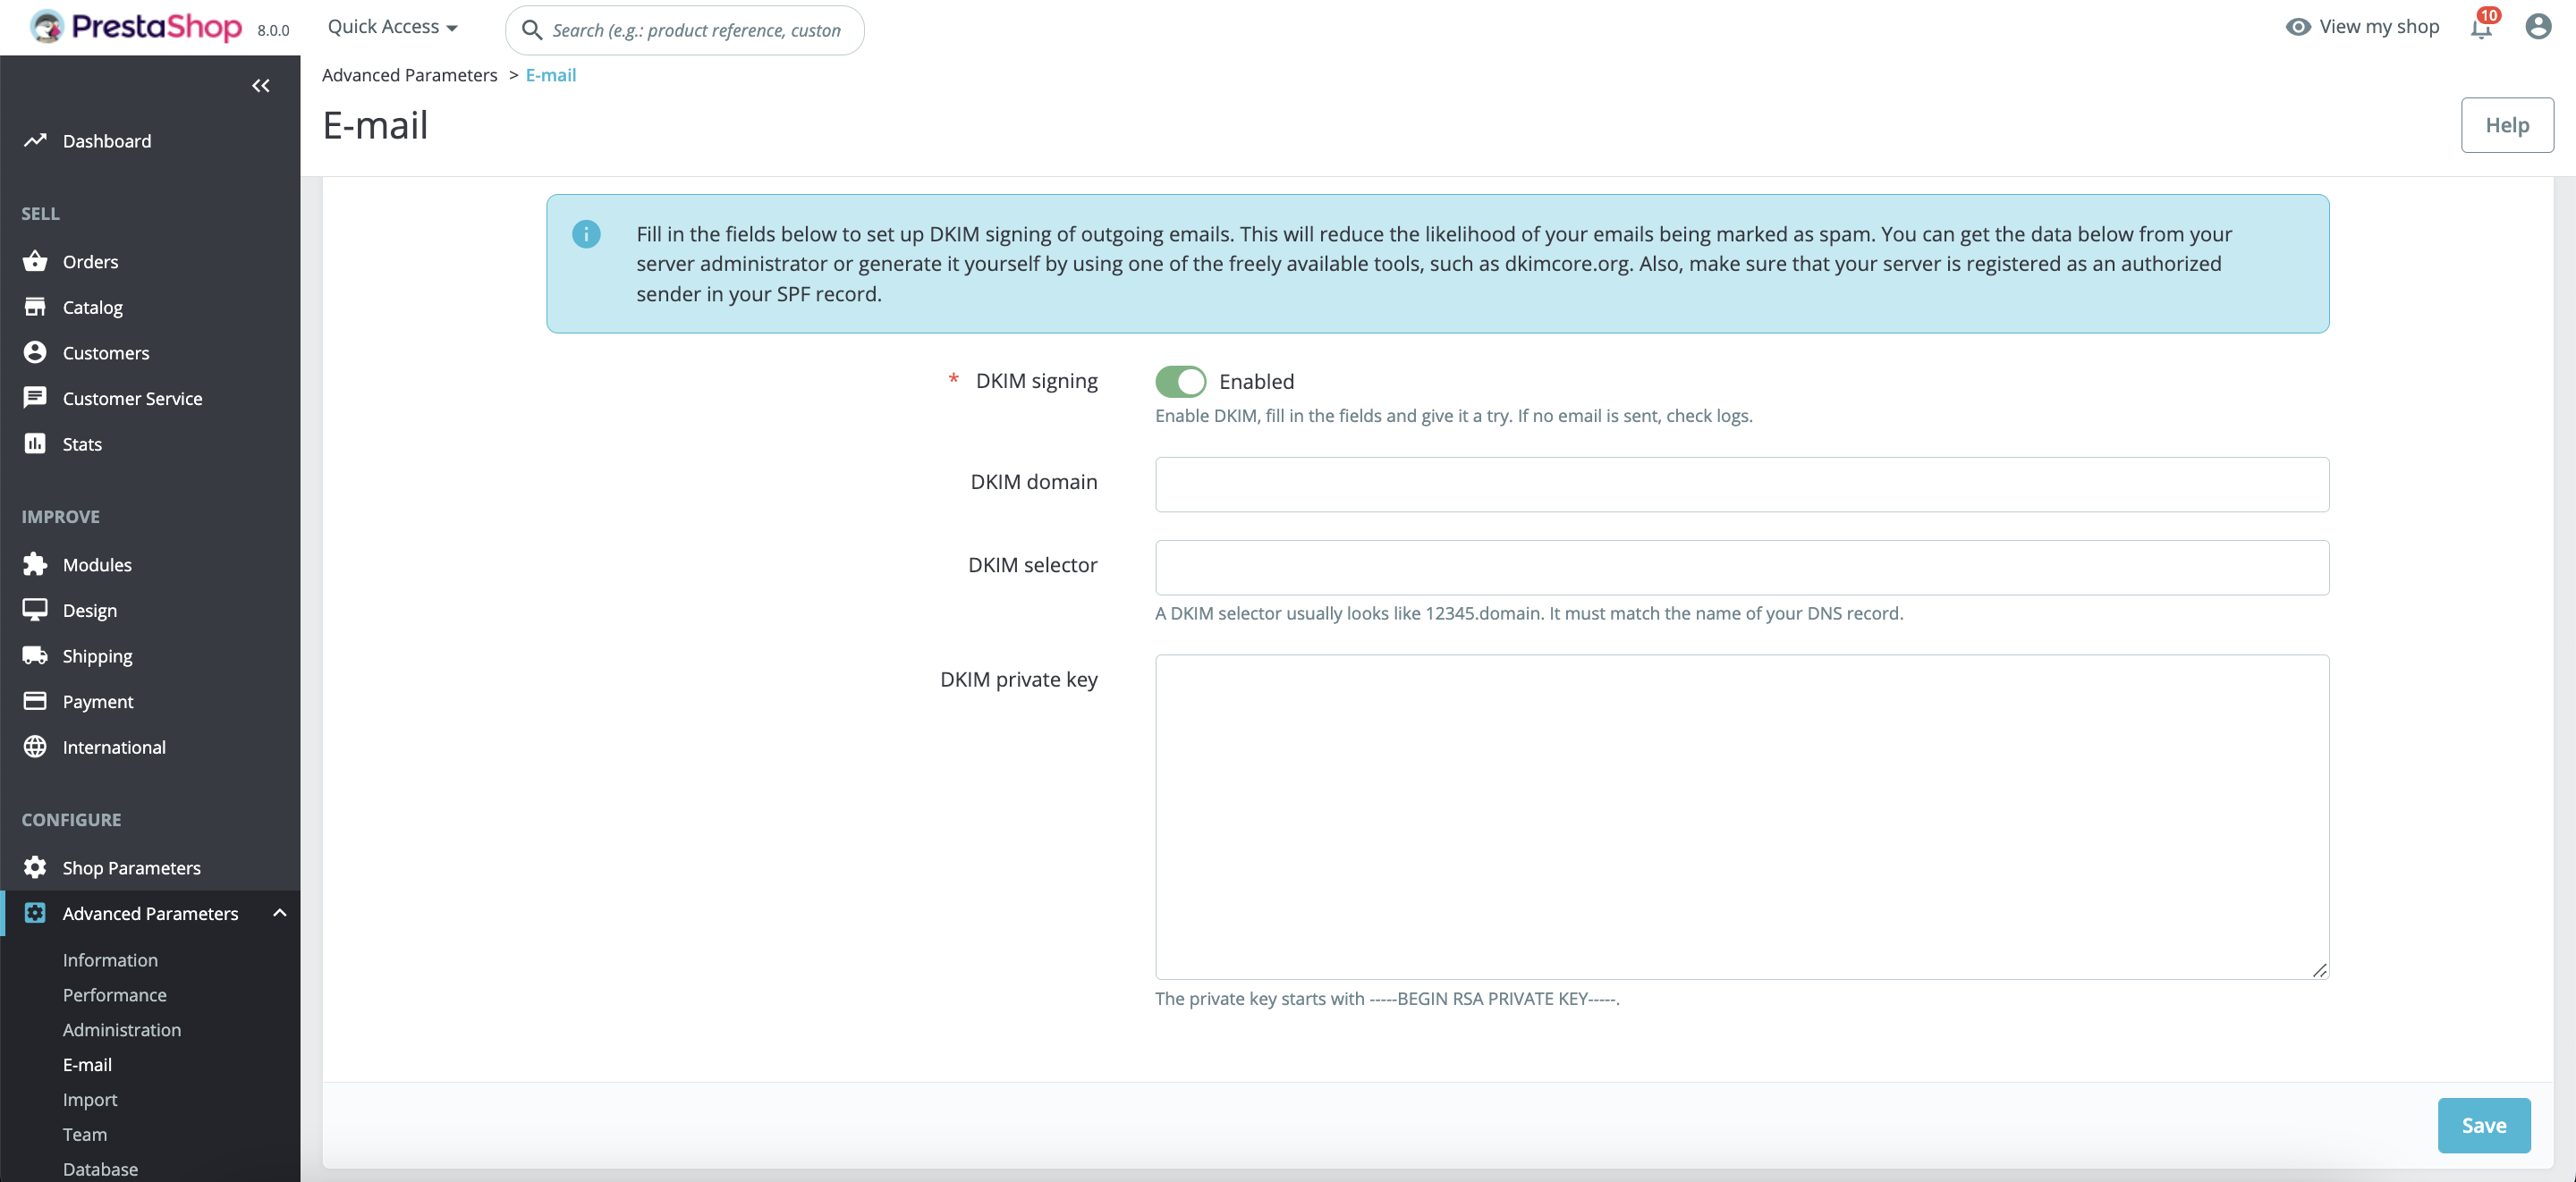 PrestaShop 8.0.0
Quick Access
Search (e.g.: product reference, custon
View my shop
10
Advanced Parameters > E-mail
E-mail
Help
Dashboard
SELL
Orders
Catalog
Customers
Customer Service
Stats
IMPROVE
Modules
Design
Shipping
Payment
International
CONFIGURE
Shop Parameters
Advanced Parameters
Information
Performance
Administration
E-mail
Import
Team
Database
Fill in the fields below to set up DKIM signing of outgoing emails. This will reduce the likelihood of your emails being marked as spam. You can get the data below from your
server administrator or generate it yourself by using one of the freely available tools, such as dkimcore.org. Also, make sure that your server is registered as an authorized
sender in your SPF record.
* DKIM signing
Enabled
Enable DKIM, fill in the fields and give it a try. If no email is sent, check logs.
DKIM domain
DKIM selector
A DKIM selector usually looks like 12345.domain. It must match the name of your DNS record.
DKIM private key
The private key starts with -----BEGIN RSA PRIVATE KEY-----.
Save